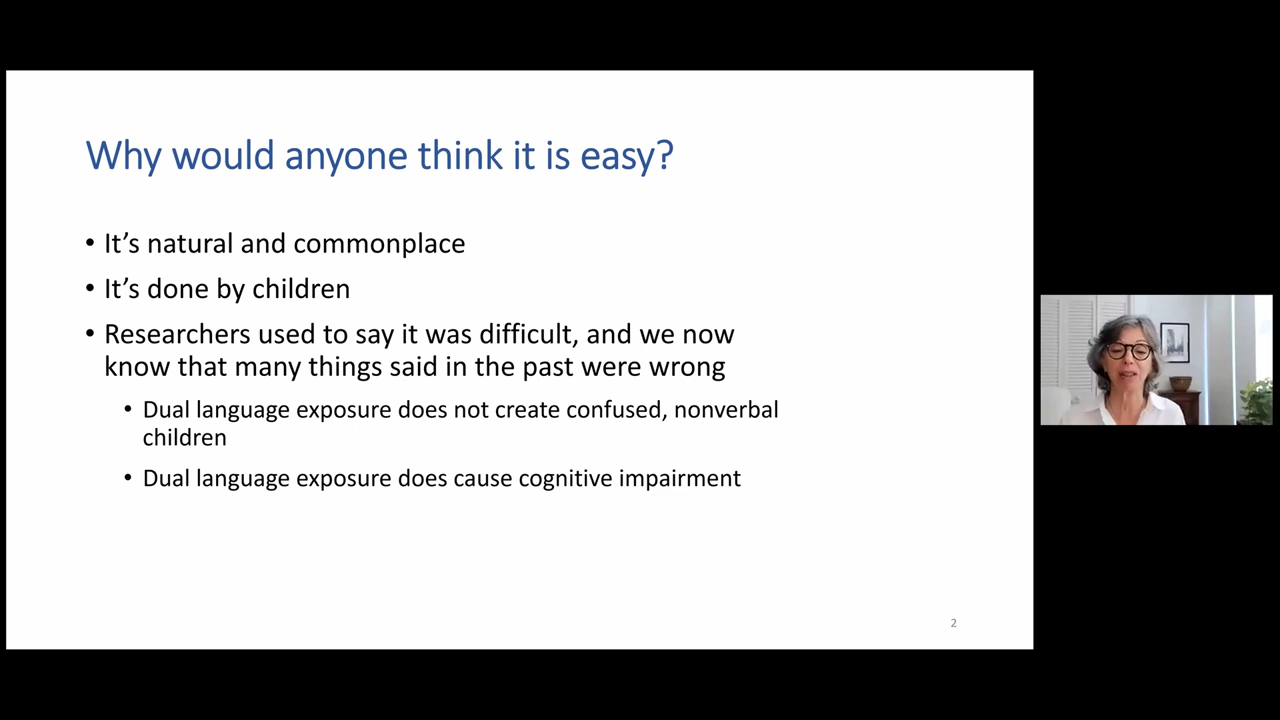 Why would anyone think it is easy?
• It’s natural and commonplace
• It’s done by children
• Researchers used to say it was difficult, and we now
know that many things said in the past were wrong
• Dual language exposure does not create confused, nonverbal
children
• Dual language exposure does cause cognitive impairment
2